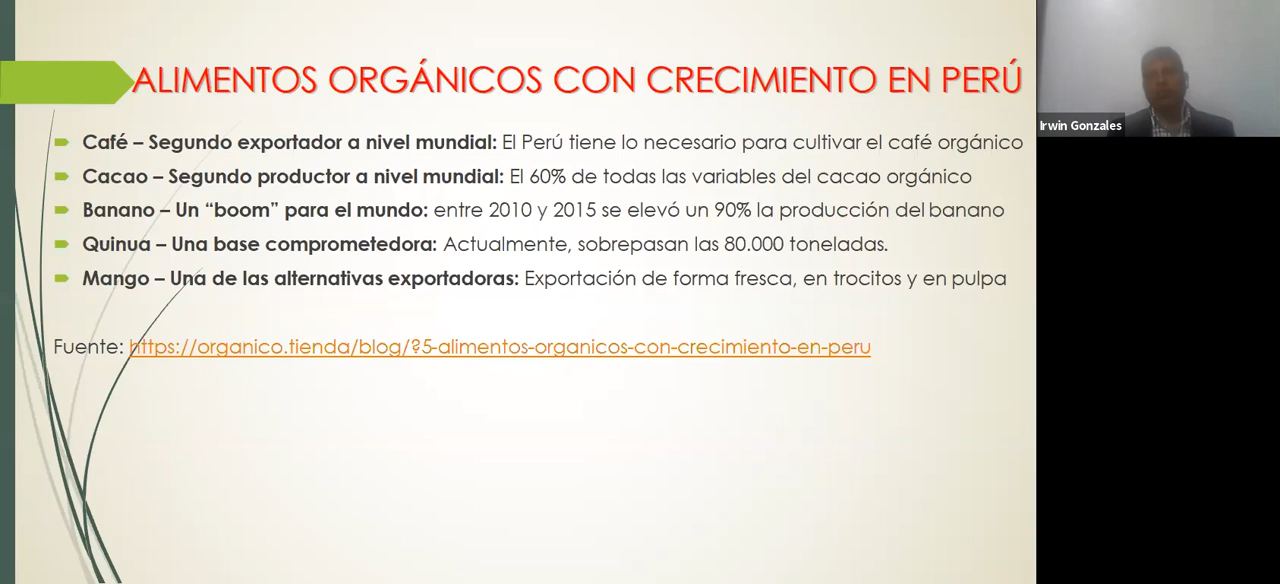 ALIMENTOS ORGÁNICOS CON CRECIMIENTO EN PERÚ
Café – Segundo exportador a nivel mundial: El Perú tiene lo necesario para cultivar el café orgánico
Cacao – Segundo productor a nivel mundial: El 60% de todas las variables del cacao orgánico
Banano – Un “boom” para el mundo: entre 2010 y 2015 se elevó un 90% la producción del banano
Quinua – Una base comprometedora: Actualmente, sobrepasan las 80.000 toneladas.
Mango – Una de las alternativas exportadoras: Exportación de forma fresca, en trocitos y en pulpa
Fuente: https://organico.tienda/blog/?5-alimentos-organicos-con-crecimiento-en-peru
Irwin Gonzales